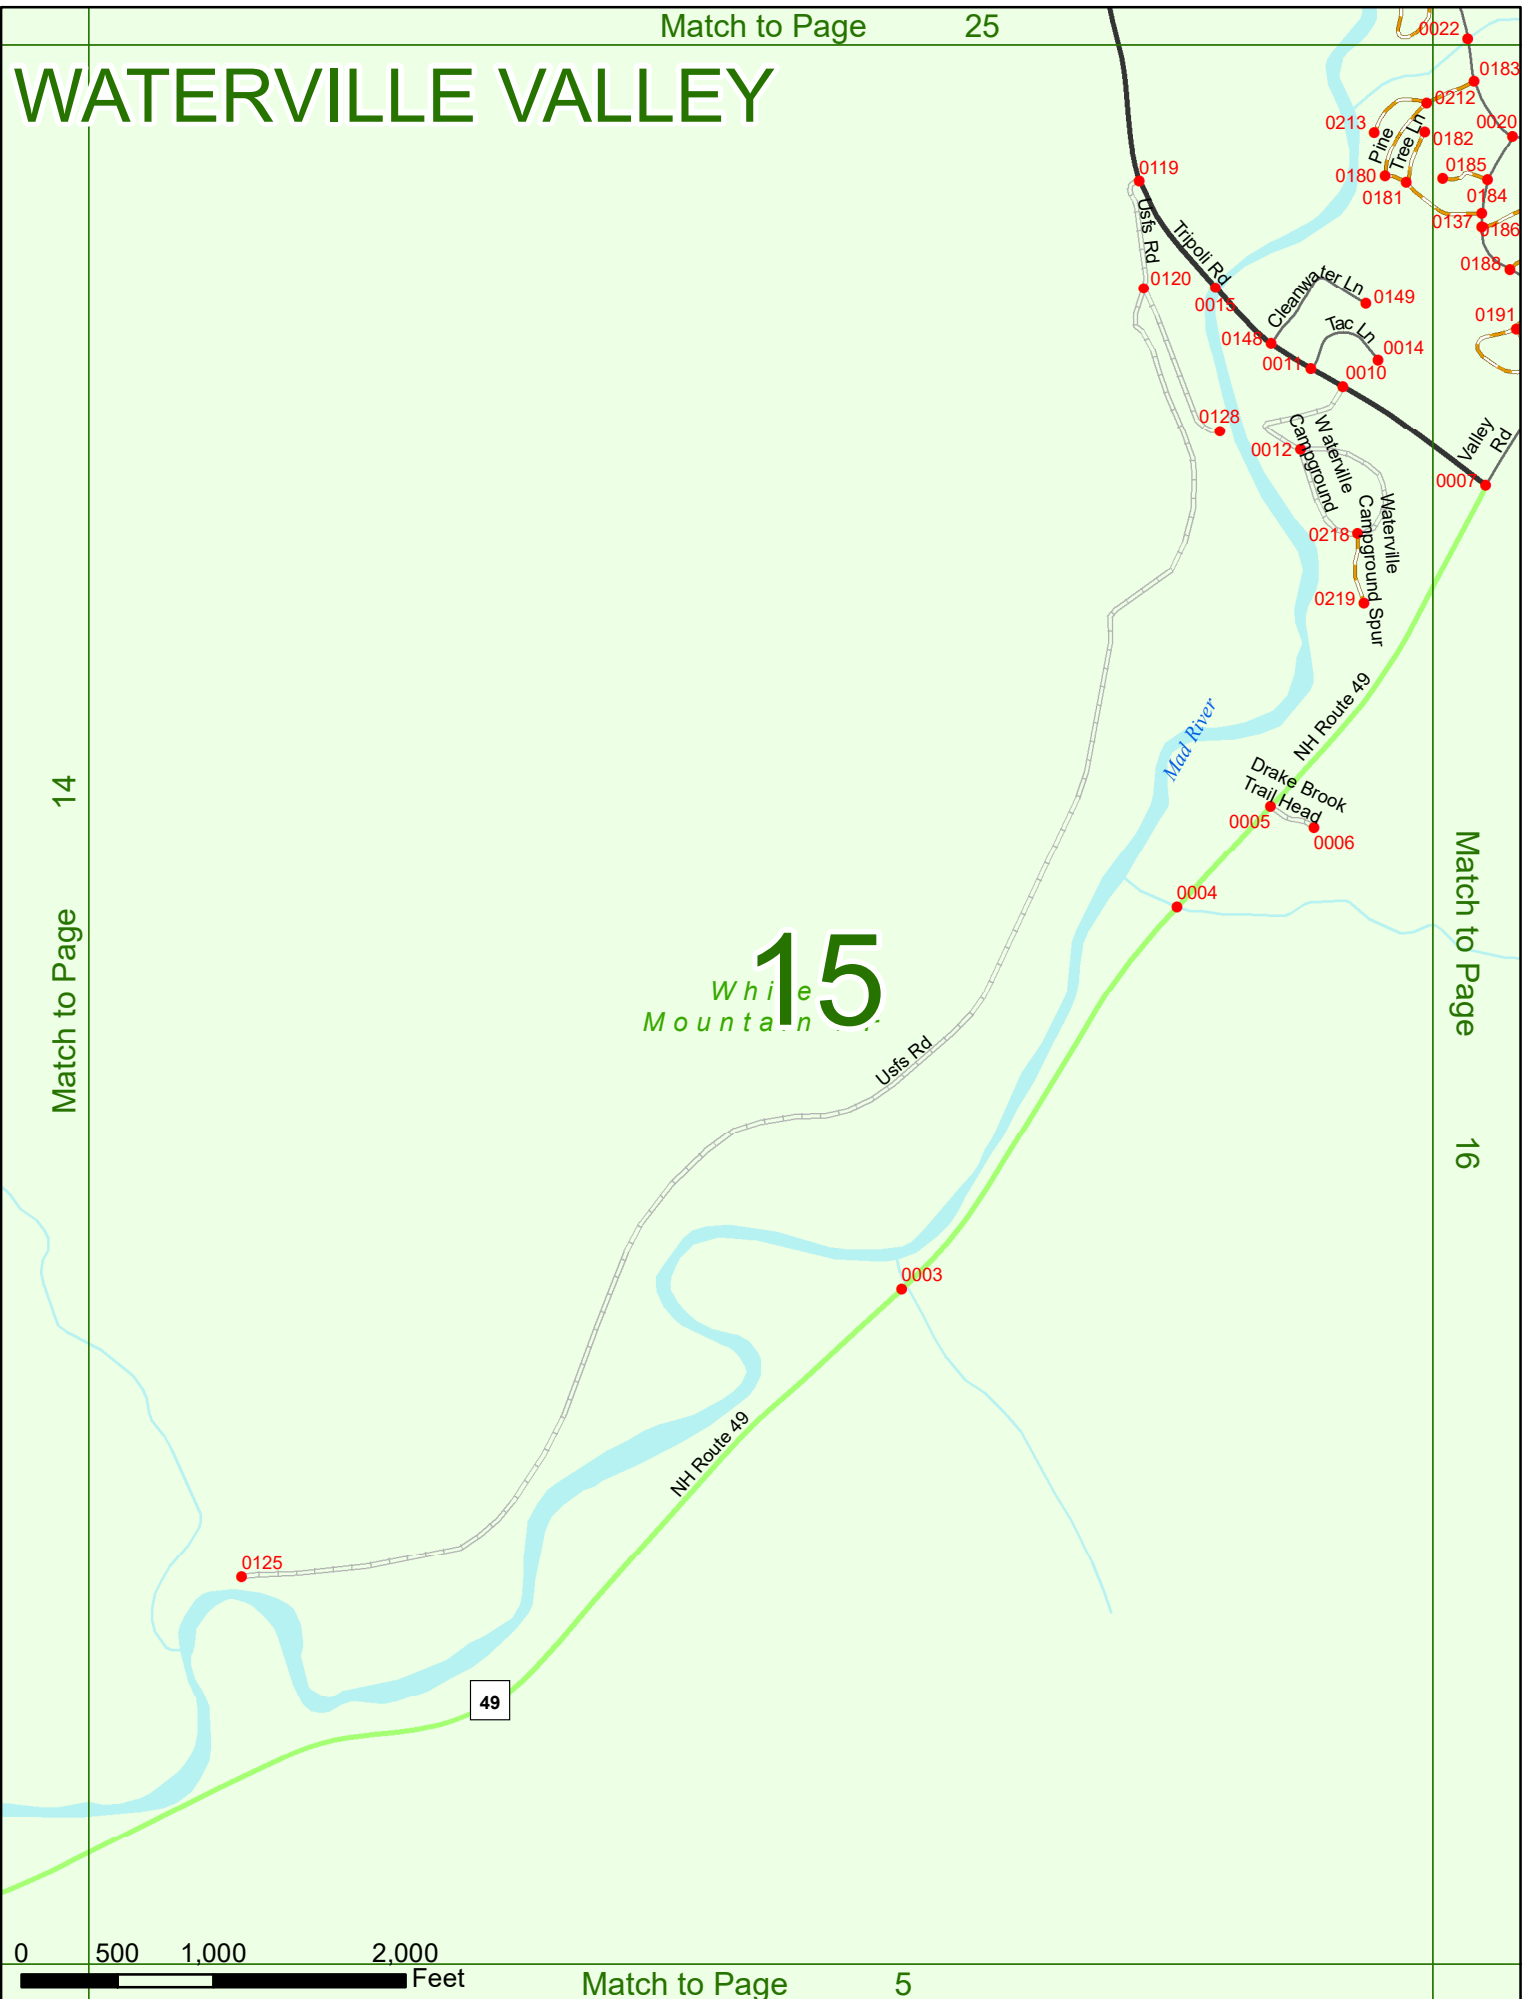 Match to Page 25
WATERVILLE VALLEY
0022
0183
0212
0213
0182
0020
Pine
Tree Ln
0180
0181
0185
0184
0137
0186
0188
0191
0119
Usfs Rd
Tripoli Rd
0120
0015
Cleanwater Ln
0149
0148
Tac Ln
0014
0011
0010
0128
0012
Waterville
Campground
Valley
Rd
0007
0218
Waterville
Campground Spur
0219
NH Route 49
Mad River
Drake Brook
Trail Head
0005
0006
0004
14
Match to Page
Match to Page
16
15
White
Mountain
Usfs Rd
0003
NH Route 49
0125
49
0 500 1,000 2,000
Feet
Match to Page 5